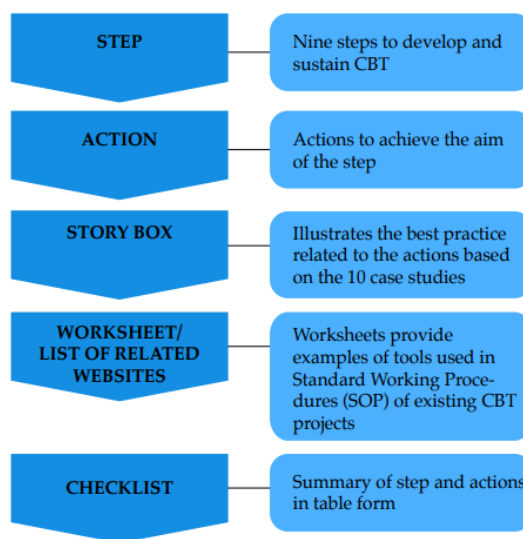 STEP
Nine steps to develop and
sustain CBT
ACTION
Actions to achieve the aim
of the step
STORY BOX
Illustrates the best practice
related to the actions based
on the 10 case studies
WORKSHEET/
LIST OF RELATED
WEBSITES
Worksheets provide
examples of tools used in
Standard Working Proce-
dures (SOP) of existing CBT
projects
CHECKLIST
Summary of step and actions
in table form